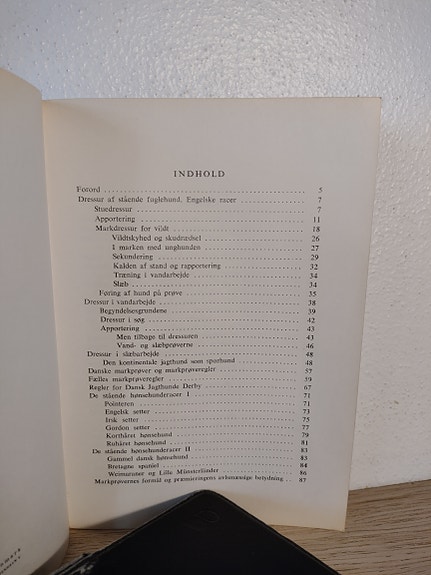 INDHOLD
Forord 5
Dressur af stående fuglehund. Engelske racer 7
Stuedressur 7
Apportering 11
Markdressur for vildt 18
Vildtskyhed og skudrædsel 26
I marken med unghunden 27
Sekundering 29
Kalden af stand og rapportering 32
Træning i vandarbejde 34
Slæb 34
Føring af hund på prøve 35
Dressur i vandarbejde 38
Begyndelsesgrundene 39
Dressur i søg 42
Apportering 43
Men tilbage til dressuren 43
Vand- og slæbprøverne 46
Dressur i slæbarbejde 48
Den kontinentale jagthund som sporhund 48
Danske markprøver og markprøveregler 57
Fælles markprøveregler 59
Regler for Dansk Jagthunde Derby 67
De stående hønsehunderacer I 71
Pointeren 71
Engelsk setter 73
Irsk setter 75
Gordon setter 77
Korthåret hønsehund 79
Ruhåret hønsehund 81
De stående hønsehunderacer II 83
Gammel dansk hønsehund 83
Bretagne spaniel 84
Weimaraner og Lille Münsterländer 86
Markprøvernes formål og præmieringens avlsmæssige betydning 87